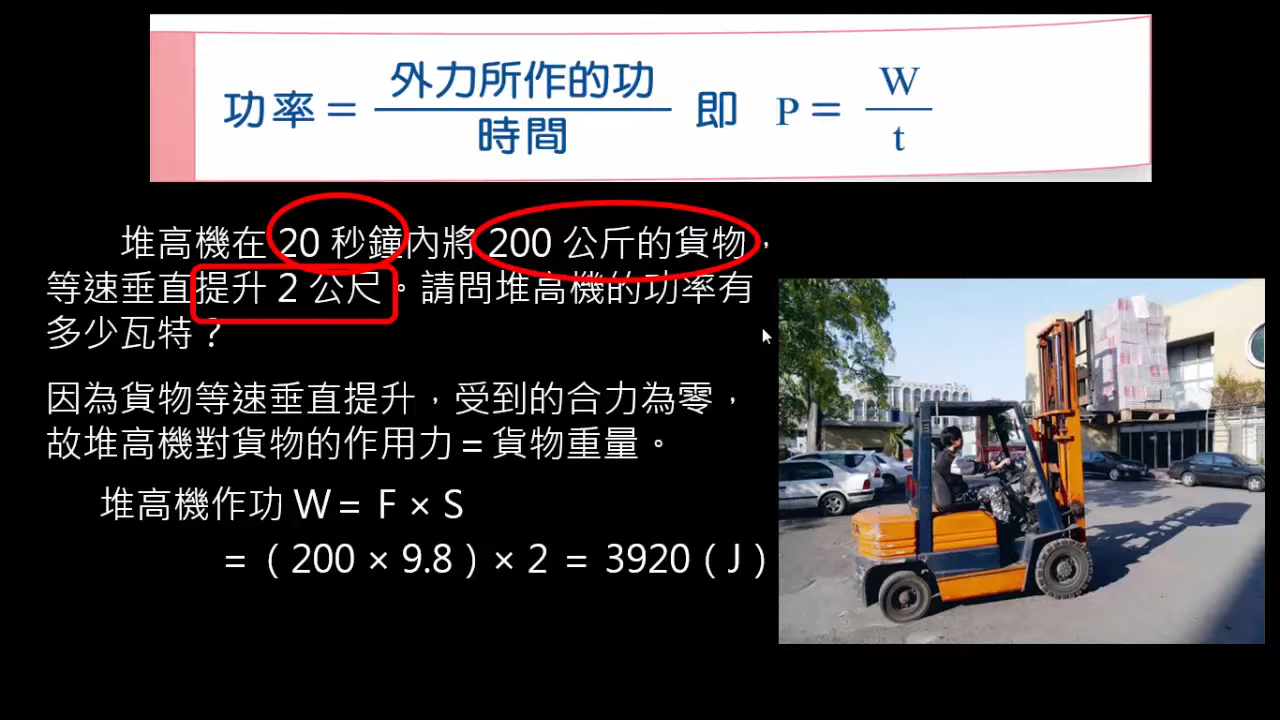 功率＝外力所作的功/時間 即 P＝W/t
堆高機在 20 秒鐘內將 200 公斤的貨物，
等速垂直提升 2 公尺。請問堆高機的功率有
多少瓦特？
因為貨物等速垂直提升，受到的合力為零，
故堆高機對貨物的作用力＝貨物重量。
堆高機作功 W＝ F × S
＝（200 × 9.8）× 2 ＝ 3920（J）